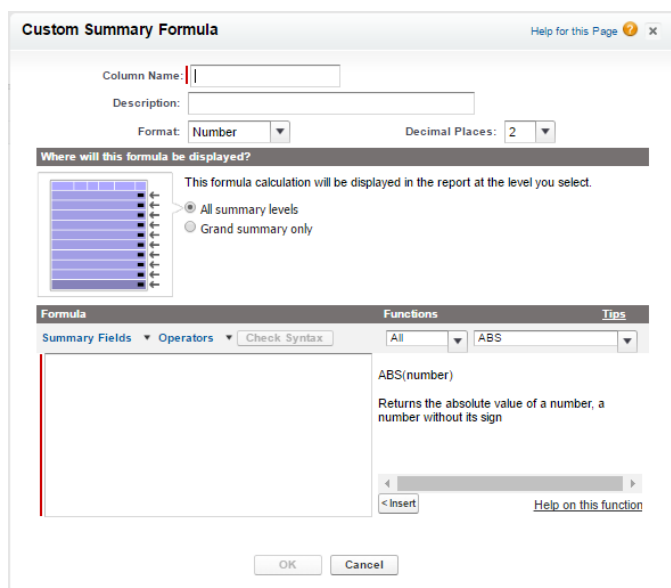 Custom Summary Formula
Help for this Page ?
Column Name:
Description:
Format: Number
Decimal Places: 2
Where will this formula be displayed?
This formula calculation will be displayed in the report at the level you select.
All summary levels
Grand summary only
Formula
Functions
Tips
Summary Fields Operators Check Syntax
All ABS
ABS(number)
Returns the absolute value of a number, a
number without its sign
< Insert
Help on this function
OK Cancel